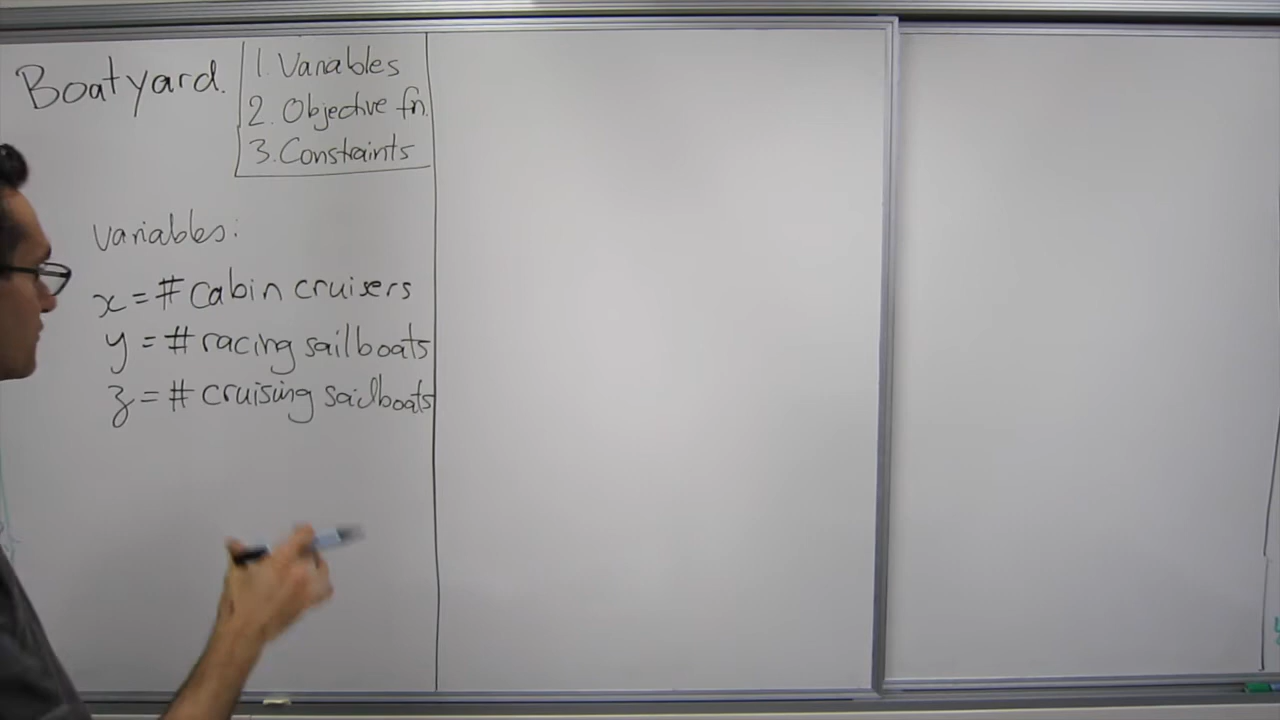 Boatyard.
1. Variables
2. Objective fn.
3. Constraints
variables:
x = # cabin cruisers
y = # racing sailboats
z = # cruising sailboats